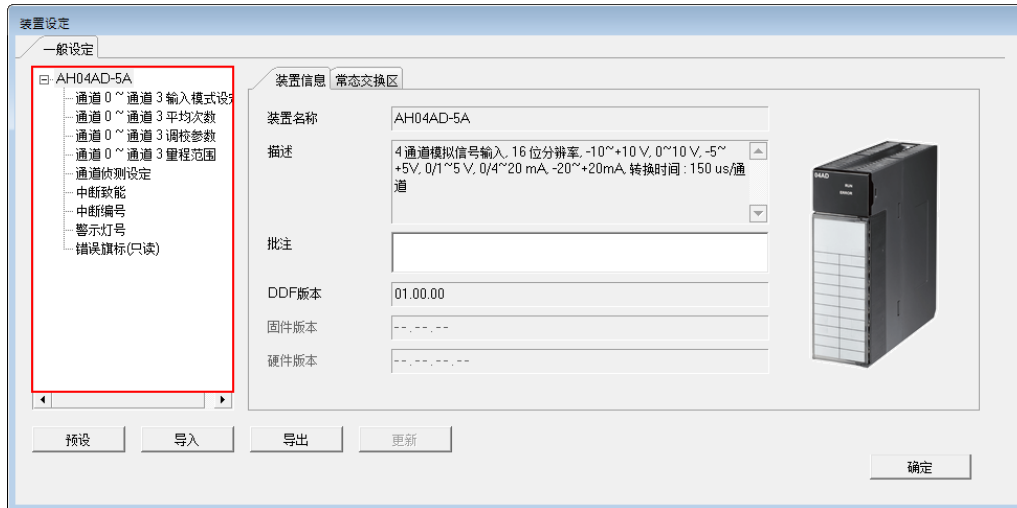 装置设定
一般设定
AH04AD-5A
通道 0 ~ 通道 3 输入模式设定
通道 0 ~ 通道 3 平均次数
通道 0 ~ 通道 3 调校参数
通道 0 ~ 通道 3 量程范围
通道侦测设定
中断致能
中断编号
警示灯号
错误旗标(只读)
装置信息 常态交换区
装置名称 AH04AD-5A
描述 4 通道模拟信号输入, 16 位分辨率, -10~+10 V, 0~10 V, -5~
+5V, 0/1~5 V, 0/4~20 mA, -20~+20mA, 转换时间 : 150 us/通
道
批注
DDF版本 01.00.00
固件版本 --.--.--
硬件版本 --.--.--.--
04AD
RUN
ERROR
预设 导入 导出 更新
确定